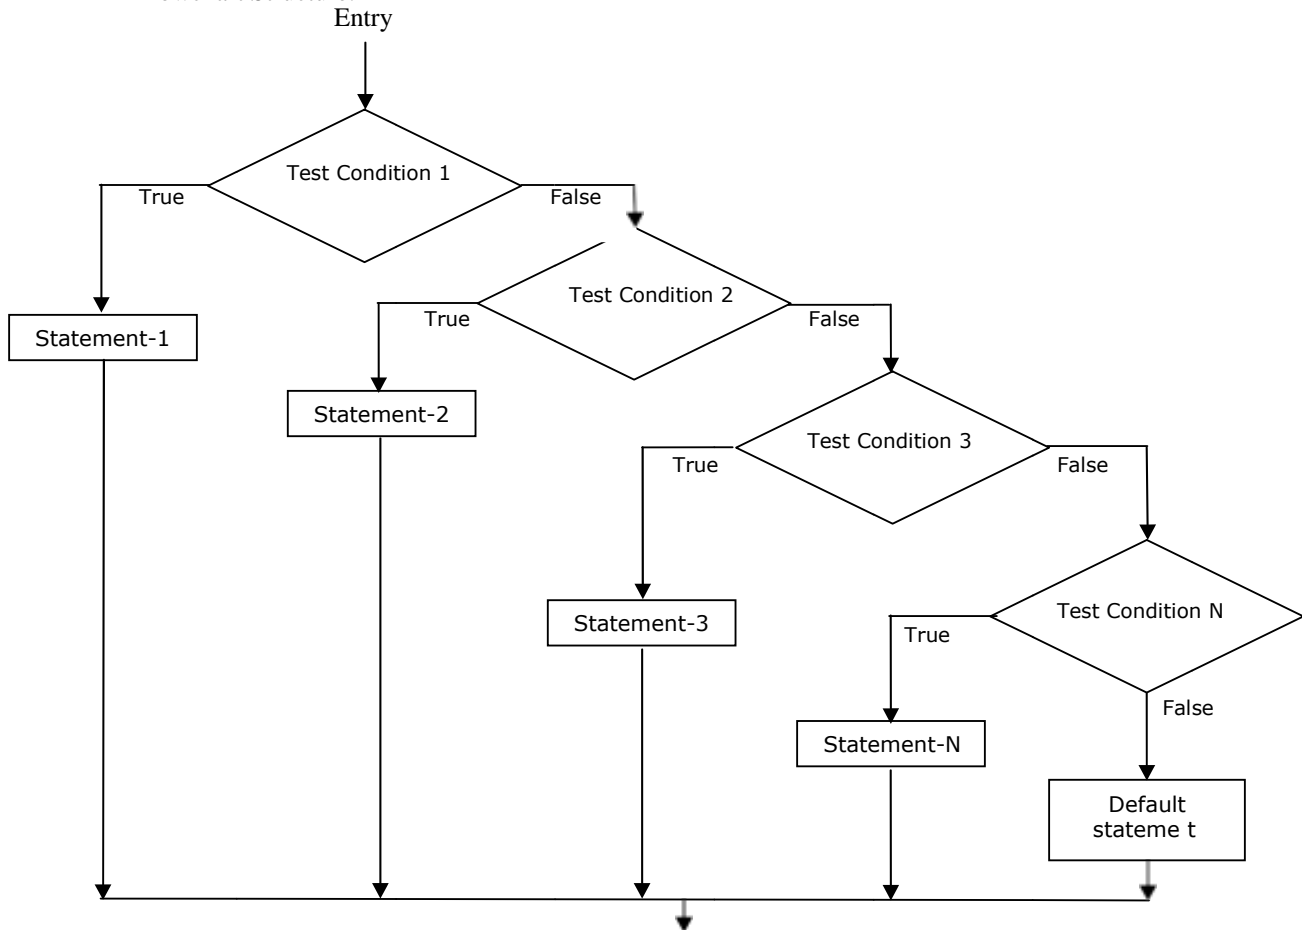 Entry
Test Condition 1
True
False
Test Condition 2
Statement-1
True
False
Statement-2
Test Condition 3
True
False
Statement-3
Test Condition N
True
False
Statement-N
Default
stateme t